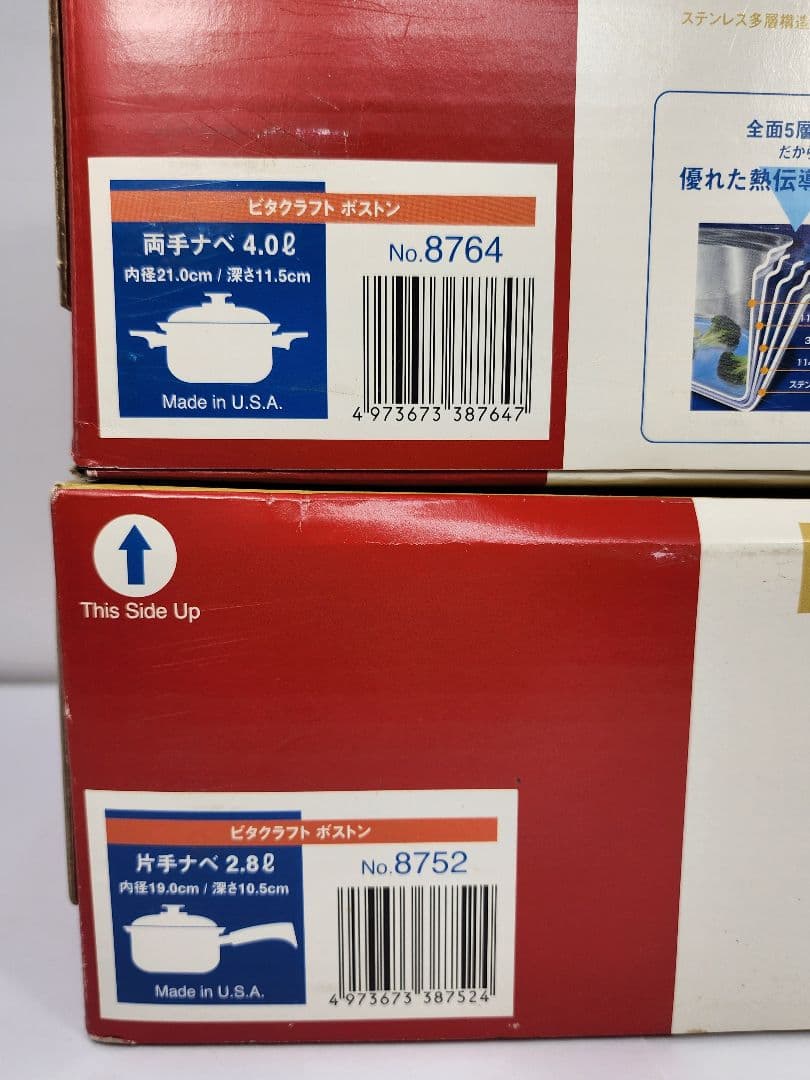 ステンレス多層構造
全面5層
だから
優れた熱伝導
ビタクラフト ボストン
両手ナベ 4.0ℓ
内径21.0cm / 深さ11.5cm
Made in U.S.A.
No.8764
4 973673 387647
This Side Up
ビタクラフト ボストン
片手ナベ 2.8ℓ
内径19.0cm / 深さ10.5cm
Made in U.S.A.
No.8752
4 973673 387524